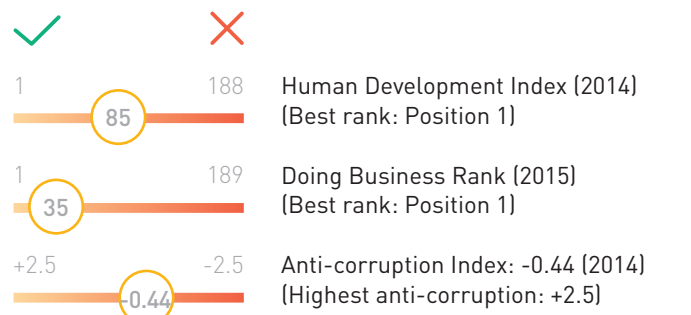 1 188 Human Development Index (2014)
85 (Best rank: Position 1)
1 189 Doing Business Rank (2015)
35 (Best rank: Position 1)
+2.5 -2.5 Anti-corruption Index: -0.44 (2014)
-0.44 (Highest anti-corruption: +2.5)